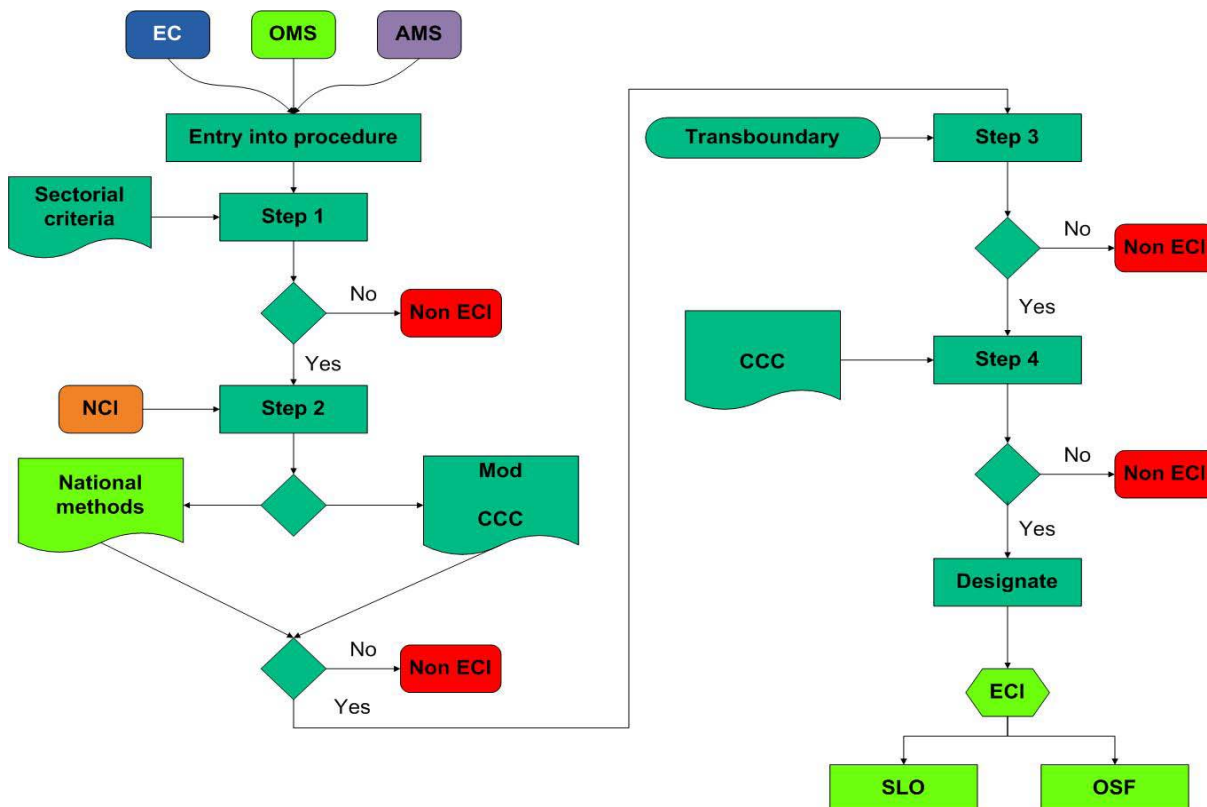 EC
OMS
AMS
Entry into procedure
Sectorial
criteria
Step 1
No
Non ECI
Yes
NCI
Step 2
National
methods
Mod
CCC
No
Non ECI
Yes
Transboundary
Step 3
No
Non ECI
Yes
CCC
Step 4
No
Non ECI
Yes
Designate
ECI
SLO
OSF